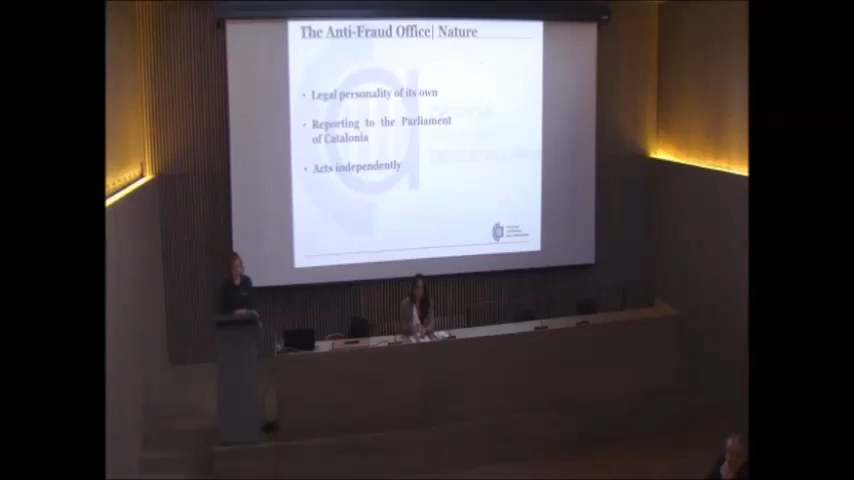 The Anti-Fraud Office| Nature
· Legal personality of its own
· Reporting to the Parliament
of Catalonia
· Acts independently